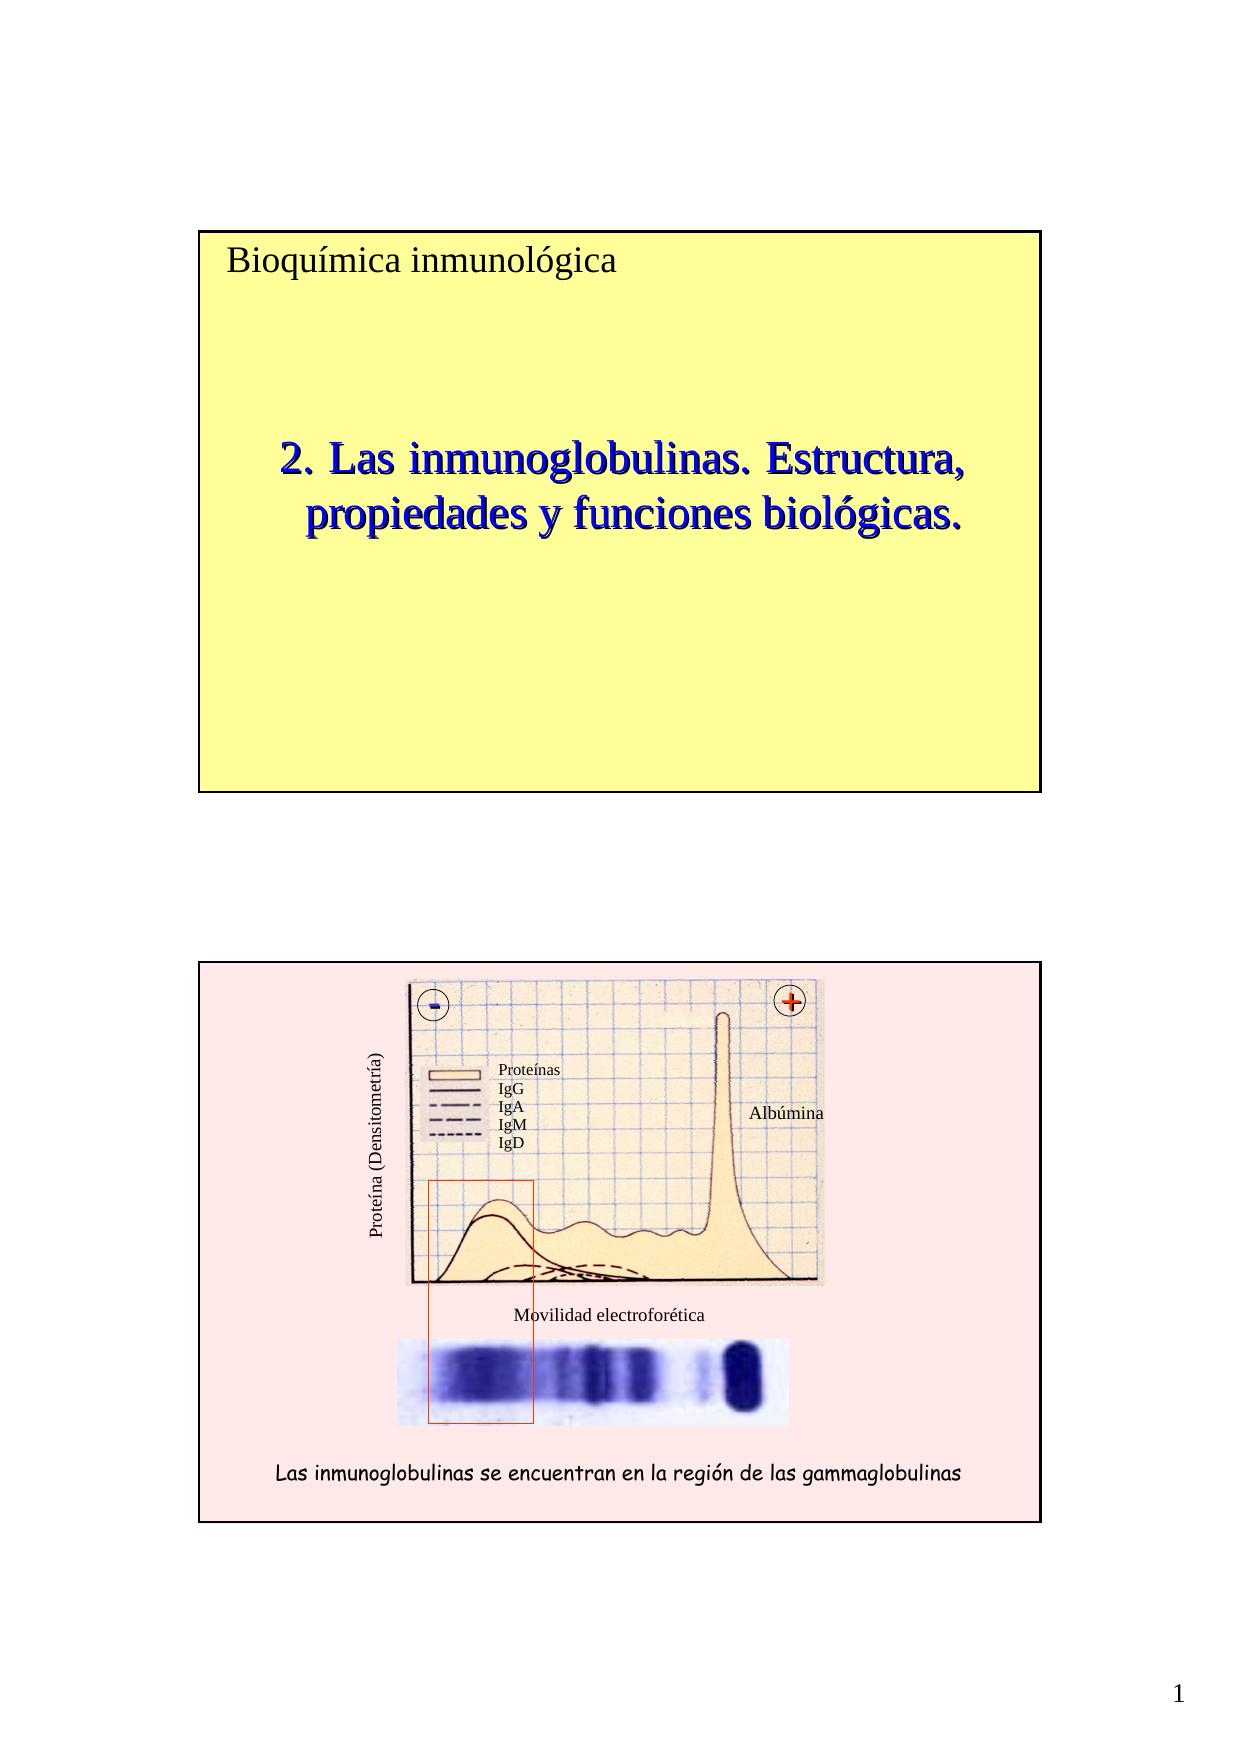 Bioquímica inmunológica
2. Las inmunoglobulinas. Estructura,
propiedades y funciones biológicas.
-
+
Proteína (Densitometría)
Proteínas
IgG
IgA
IgM
IgD
Albúmina
Movilidad electroforética
Las inmunoglobulinas se encuentran en la región de las gammaglobulinas
1